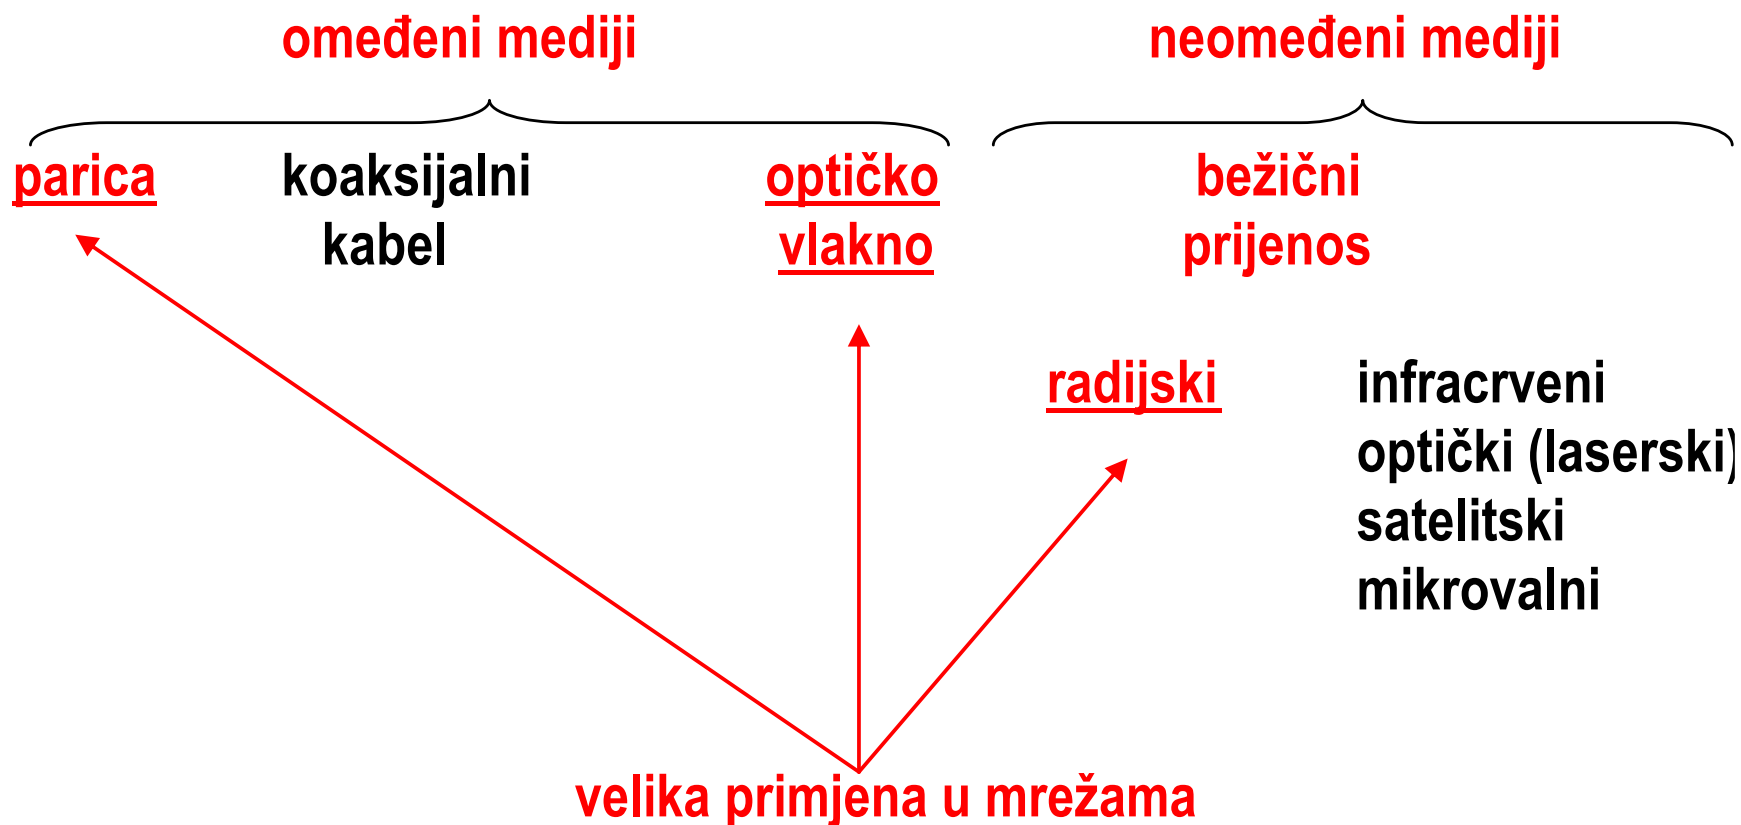 omeđeni mediji
neomeđeni mediji
parica
koaksijalni
kabel
optičko
vlakno
bežični
prijenos
radijski
infracrveni
optički (laserski)
satelitski
mikrovalni
velika primjena u mrežama